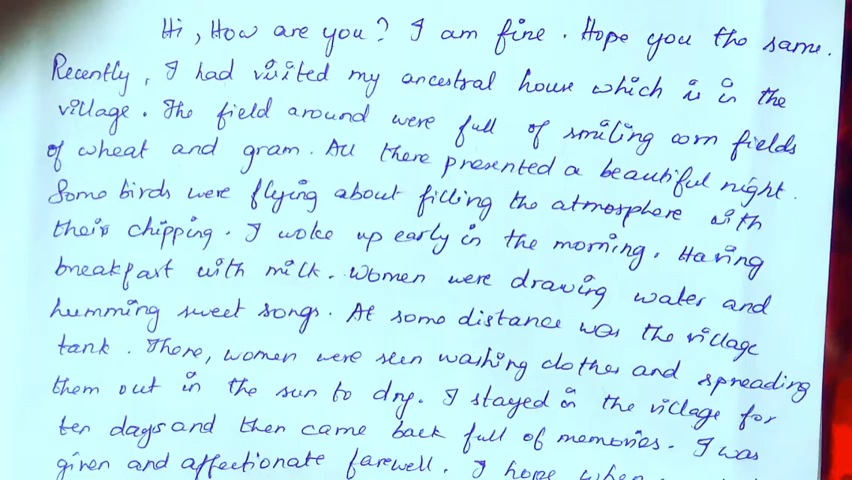 Hi, How are you? I am fine. Hope you the same.
Recently, I had visited my ancestral house which is in the
village. The field around were full of smiling corn fields
of wheat and gram. All there presented a beautiful night.
Some birds were flying about filling the atmosphere with
their chipping. I woke up early in the morning. Having
breakfast with milk. Women were drawing water and
humming sweet songs. At some distance was the village
tank. There, women were seen washing clothes and spreading
them out in the sun to dry. I stayed in the village for
ten days and then came back full of memories. I was
given and affectionate farewell. I hope when